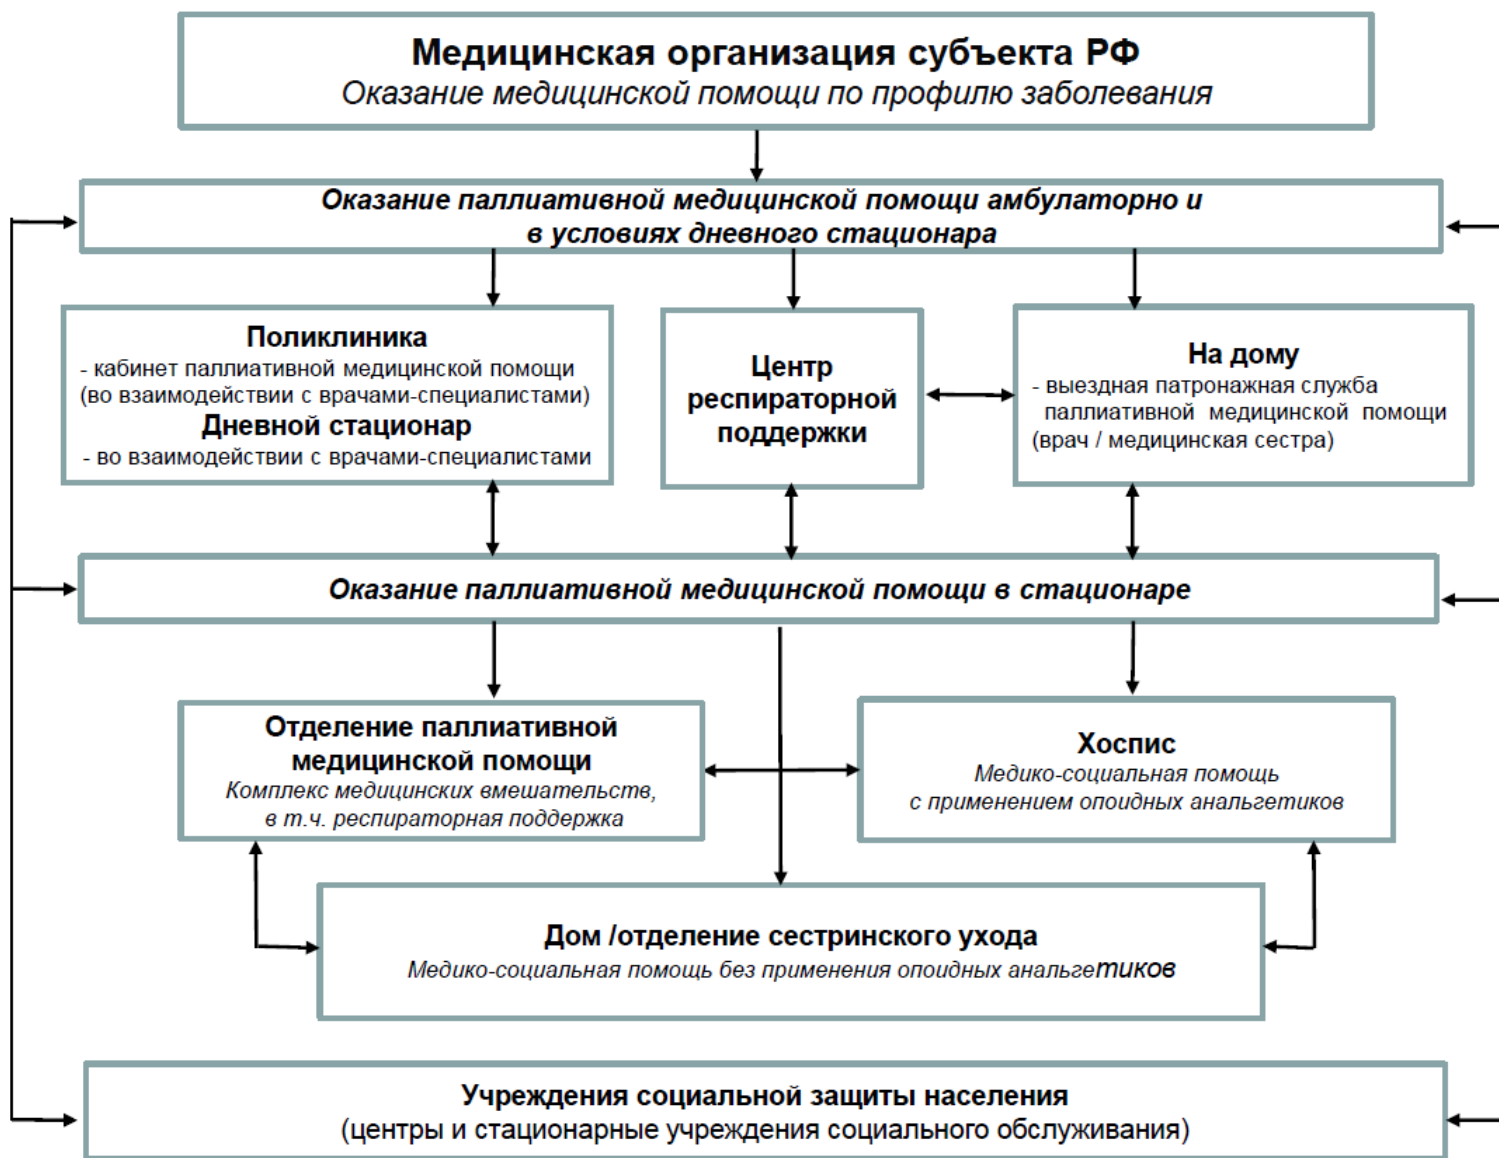 Медицинская организация субъекта РФ
Оказание медицинской помощи по профилю заболевания
Оказание паллиативной медицинской помощи амбулаторно и
в условиях дневного стационара
Поликлиника
- кабинет паллиативной медицинской помощи
(во взаимодействии с врачами-специалистами)
Дневной стационар
- во взаимодействии с врачами-специалистами
Центр
респираторной
поддержки
На дому
- выездная патронажная служба
паллиативной медицинской помощи
(врач / медицинская сестра)
Оказание паллиативной медицинской помощи в стационаре
Отделение паллиативной
медицинской помощи
Комплекс медицинских вмешательств,
в т.ч. респираторная поддержка
Хоспис
Медико-социальная помощь
с применением опоидных анальгетиков
Дом /отделение сестринского ухода
Медико-социальная помощь без применения опоидных анальгетиков
Учреждения социальной защиты населения
(центры и стационарные учреждения социального обслуживания)